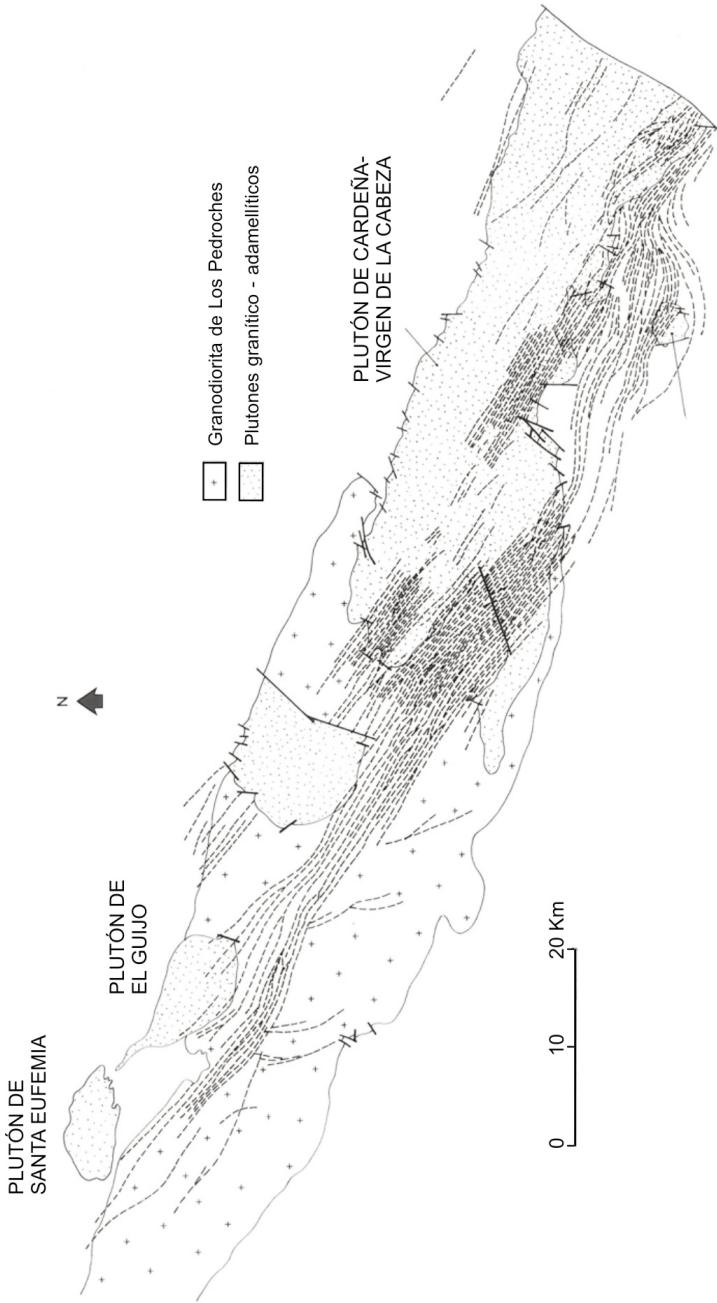 PLUTÓN DE
SANTA EUFEMIA
PLUTÓN DE
EL GUIJO
N
Granodiorita de Los Pedroches
Plutones granítico - adamellíticos
PLUTÓN DE CARDEÑA-
VIRGEN DE LA CABEZA
0 10 20 Km